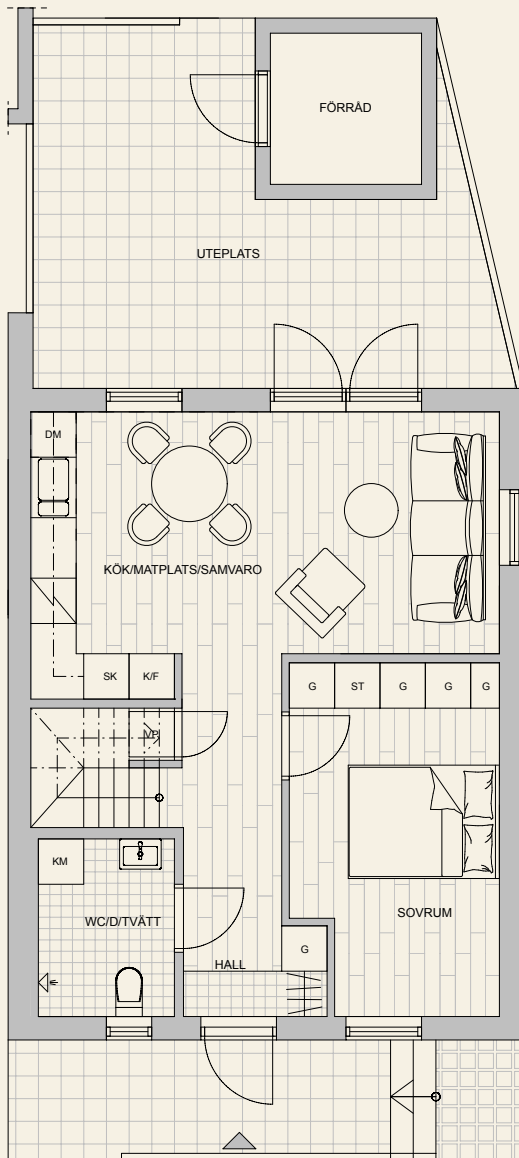 FÖRRÅD
UTEPLATS
DM
KÖK/MATPLATS/SAMVARO
SK K/F
G ST G G G
VP
KM
WC/D/TVÄTT
SOVRUM
G
HALL